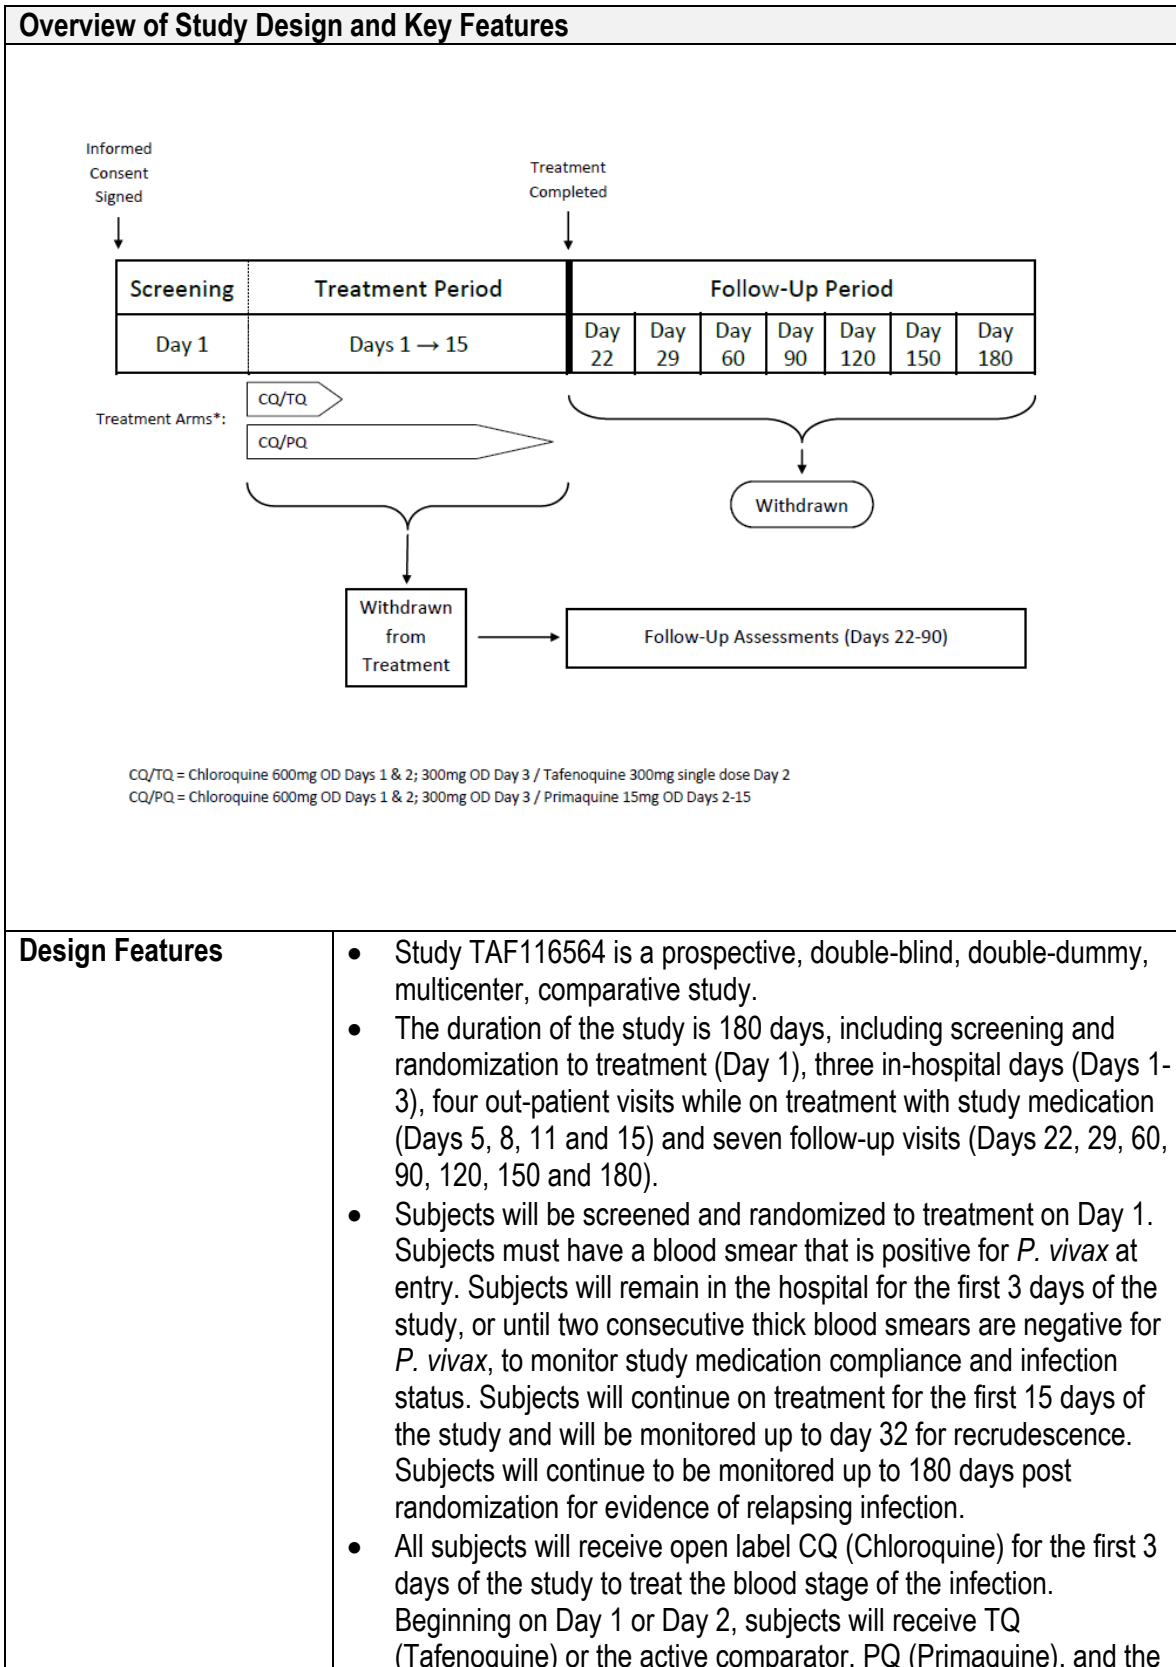 Overview of Study Design and Key Features
Informed
Consent
Signed
Treatment
Completed
Screening
Treatment Period
Follow-Up Period
Day 1
Days 1 → 15
Day
22
Day
29
Day
60
Day
90
Day
120
Day
150
Day
180
Treatment Arms*:
CQ/TQ
CQ/PQ
Withdrawn
Withdrawn
from
Treatment
Follow-Up Assessments (Days 22-90)
CQ/TQ = Chloroquine 600mg OD Days 1 & 2; 300mg OD Day 3 / Tafenoquine 300mg single dose Day 2
CQ/PQ = Chloroquine 600mg OD Days 1 & 2; 300mg OD Day 3 / Primaquine 15mg OD Days 2-15
Design Features
• Study TAF116564 is a prospective, double-blind, double-dummy,
multicenter, comparative study.
• The duration of the study is 180 days, including screening and
randomization to treatment (Day 1), three in-hospital days (Days 1-
3), four out-patient visits while on treatment with study medication
(Days 5, 8, 11 and 15) and seven follow-up visits (Days 22, 29, 60,
90, 120, 150 and 180).
• Subjects will be screened and randomized to treatment on Day 1.
Subjects must have a blood smear that is positive for P. vivax at
entry. Subjects will remain in the hospital for the first 3 days of the
study, or until two consecutive thick blood smears are negative for
P. vivax, to monitor study medication compliance and infection
status. Subjects will continue on treatment for the first 15 days of
the study and will be monitored up to day 32 for recrudescence.
Subjects will continue to be monitored up to 180 days post
randomization for evidence of relapsing infection.
• All subjects will receive open label CQ (Chloroquine) for the first 3
days of the study to treat the blood stage of the infection.
Beginning on Day 1 or Day 2, subjects will receive TQ
(Tafenoquine) or the active comparator, PQ (Primaquine), and the